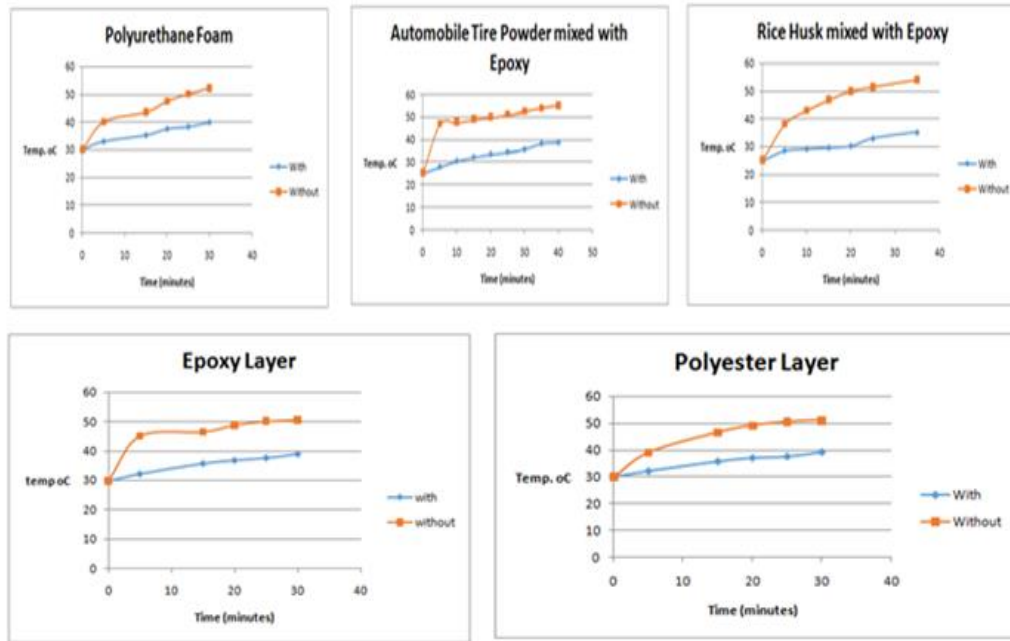 Polyurethane Foam
60
50
40
30
20
10
0
Temp. oC
With
Without
0 10 20 30 40
Time (minutes)
Automobile Tire Powder mixed with
Epoxy
60
50
40
30
20
10
0
Temp. oC
With
Without
0 10 20 30 40 50
Time (minutes)
Rice Husk mixed with Epoxy
60
50
40
30
20
10
0
Temp. oC
With
Without
0 10 20 30 40
Time (minutes)
Epoxy Layer
60
50
40
30
20
10
0
temp oC
with
without
0 10 20 30 40
Time (minutes)
Polyester Layer
60
50
40
30
20
10
0
Temp. oC
With
Without
0 10 20 30 40
Time (minutes)